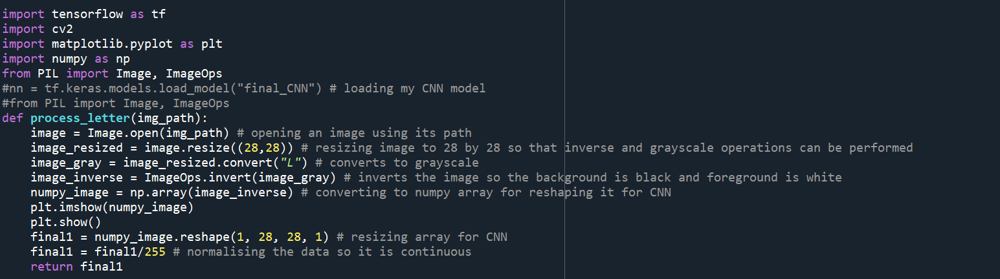 import tensorflow as tf
import cv2
import matplotlib.pyplot as plt
import numpy as np
from PIL import Image, ImageOps
#nn = tf.keras.models.load_model("final_CNN") # loading my CNN model
#from PIL import Image, ImageOps
def process_letter(img_path):
    image = Image.open(img_path) # opening an image using its path
    image_resized = image.resize((28,28)) # resizing image to 28 by 28 so that inverse and grayscale operations can be performed
    image_gray = image_resized.convert("L") # converts to grayscale
    image_inverse = ImageOps.invert(image_gray) # inverts the image so the background is black and foreground is white
    numpy_image = np.array(image_inverse) # converting to numpy array for reshaping it for CNN
    plt.imshow(numpy_image)
    plt.show()
    final1 = numpy_image.reshape(1, 28, 28, 1) # resizing array for CNN
    final1 = final1/255 # normalising the data so it is continuous
    return final1